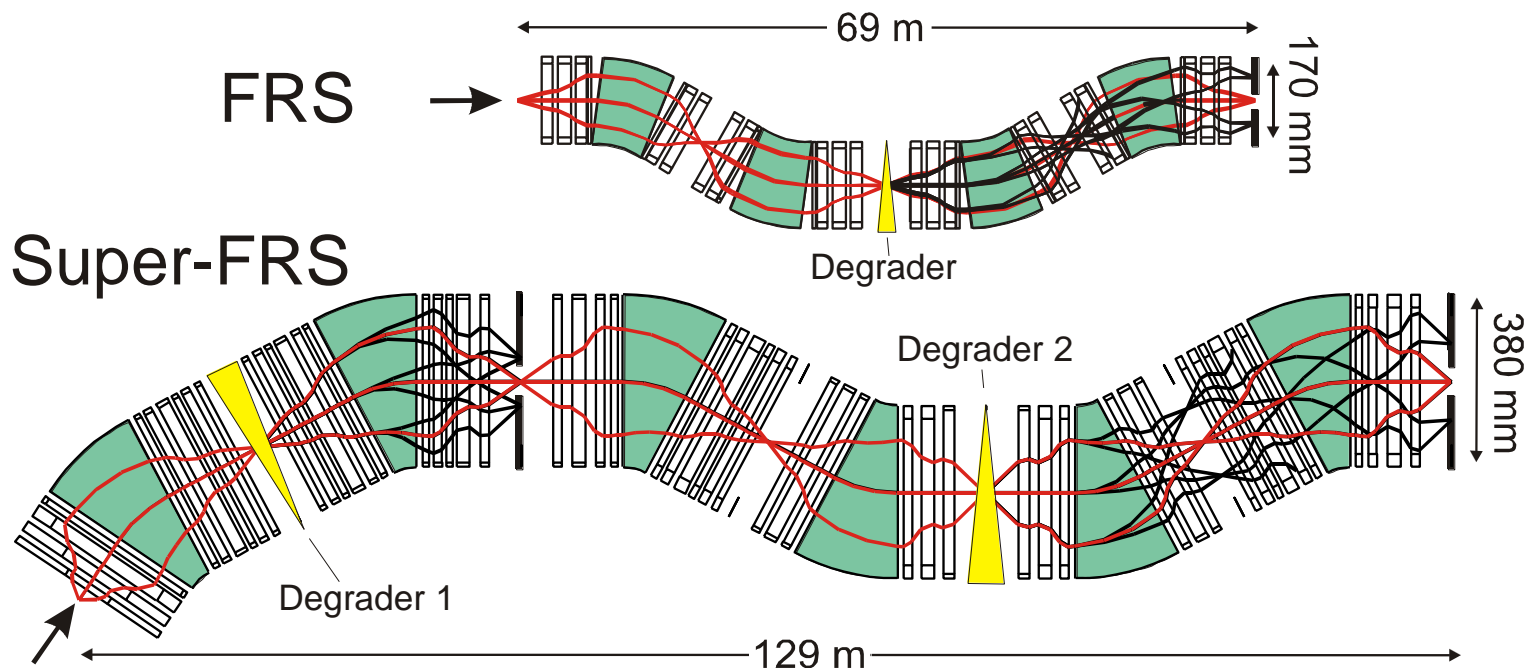 69 m
FRS
170 mm
Degrader
Super-FRS
Degrader 2
380 mm
Degrader 1
129 m